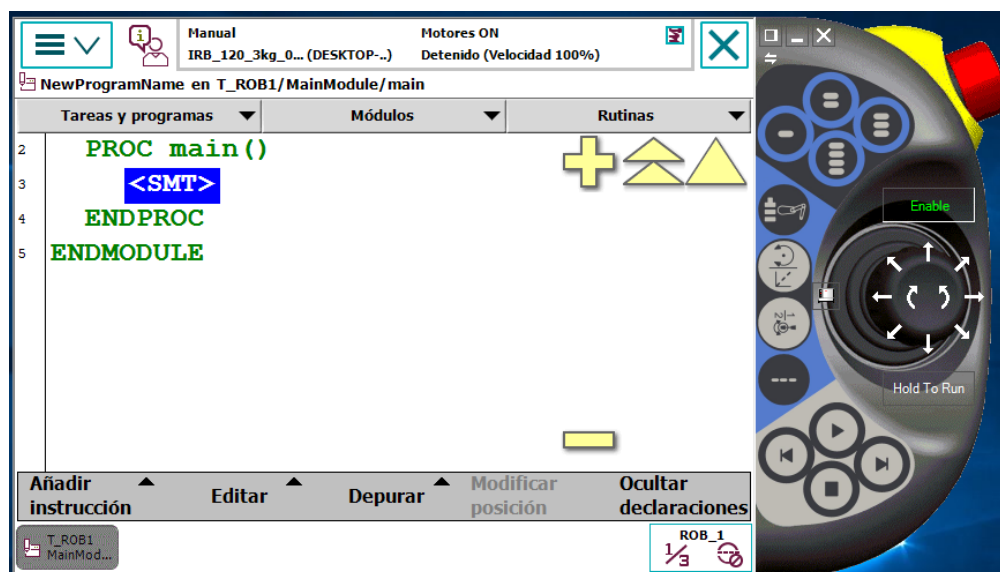 Manual
Motores ON
IRB_120_3kg_0... (DESKTOP-..)
Detenido (Velocidad 100%)
NewProgramName en T_ROB1/MainModule/main
Tareas y programas
Módulos
Rutinas
2 PROC main()
3 <SMT>
4 ENDPROC
5 ENDMODULE
Enable
Hold To Run
Añadir
instrucción
Editar
Depurar
Modificar
posición
Ocultar
declaraciones
T_ROB1
MainMod...
ROB_1
1/3